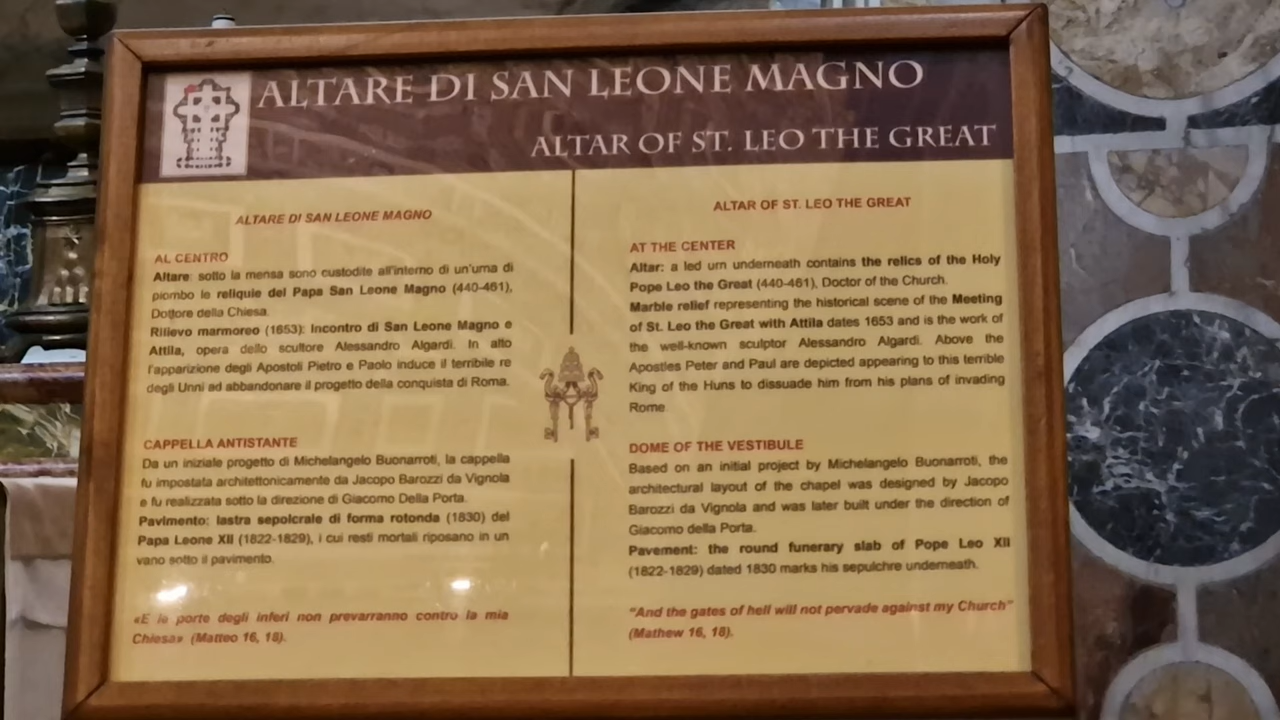 ALTARE DI SAN LEONE MAGNO
ALTAR OF ST. LEO THE GREAT
ALTARE DI SAN LEONE MAGNO
AL CENTRO
Altare: sotto la mensa sono custodite all'interno di un'urna di
piombo le reliquie del Papa San Leone Magno (440-461),
Dottore della Chiesa.
Rilievo marmoreo (1653): Incontro di San Leone Magno e
Attila, opera dello scultore Alessandro Algardi. In alto
l'apparizione degli Apostoli Pietro e Paolo induce il terribile re
degli Unni ad abbandonare il progetto della conquista di Roma.
CAPPELLA ANTISTANTE
Da un iniziale progetto di Michelangelo Buonarroti, la cappella
fu impostata architettonicamente da Jacopo Barozzi da Vignola
e fu realizzata sotto la direzione di Giacomo Della Porta.
Pavimento: lastra sepolcrale di forma rotonda (1830) del
Papa Leone XII (1822-1829), i cui resti mortali riposano in un
vano sotto il pavimento.
«E le porte degli inferi non prevarranno contro la mia
Chiesa» (Matteo 16, 18).
ALTAR OF ST. LEO THE GREAT
AT THE CENTER
Altar: a led urn underneath contains the relics of the Holy
Pope Leo the Great (440-461), Doctor of the Church.
Marble relief representing the historical scene of the Meeting
of St. Leo the Great with Attila dates 1653 and is the work of
the well-known sculptor Alessandro Algardi. Above the
Apostles Peter and Paul are depicted appearing to this terrible
King of the Huns to dissuade him from his plans of invading
Rome.
DOME OF THE VESTIBULE
Based on an initial project by Michelangelo Buonarroti, the
architectural layout of the chapel was designed by Jacopo
Barozzi da Vignola and was later built under the direction of
Giacomo della Porta.
Pavement: the round funerary slab of Pope Leo XII
(1822-1829) dated 1830 marks his sepulchre underneath.
"And the gates of hell will not pervade against my Church"
(Mathew 16, 18).